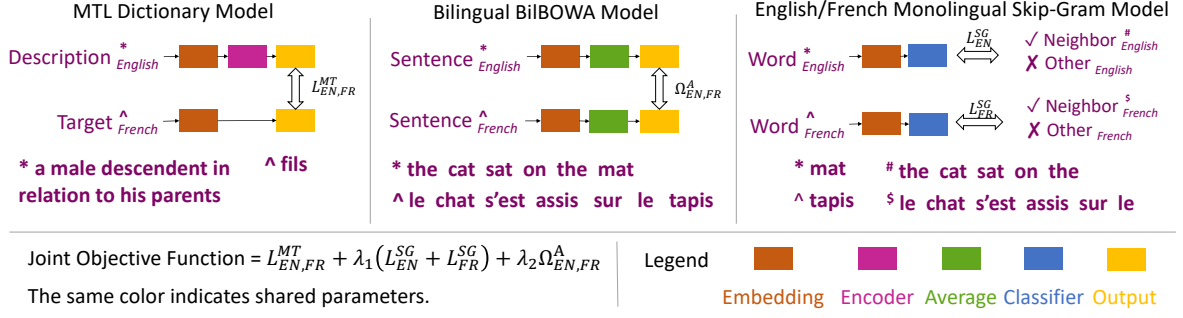 MTL Dictionary Model
Description * English
L^{MT}_{EN,FR}
Target ^ French
* a male descendent in ^ fils
relation to his parents
Bilingual BilBOWA Model
Sentence * English
Ω^{A}_{EN,FR}
Sentence ^ French
* the cat sat on the mat
^ le chat s'est assis sur le tapis
English/French Monolingual Skip-Gram Model
Word * English
L^{SG}_{EN}
✓ Neighbor # English
✗ Other English
Word ^ French
L^{SG}_{FR}
✓ Neighbor $ French
✗ Other French
* mat # the cat sat on the
^ tapis $ le chat s'est assis sur le
Joint Objective Function = L^{MT}_{EN,FR} + λ₁(L^{SG}_{EN} + L^{SG}_{FR}) + λ₂Ω^{A}_{EN,FR}
The same color indicates shared parameters.
Legend
Embedding Encoder Average Classifier Output